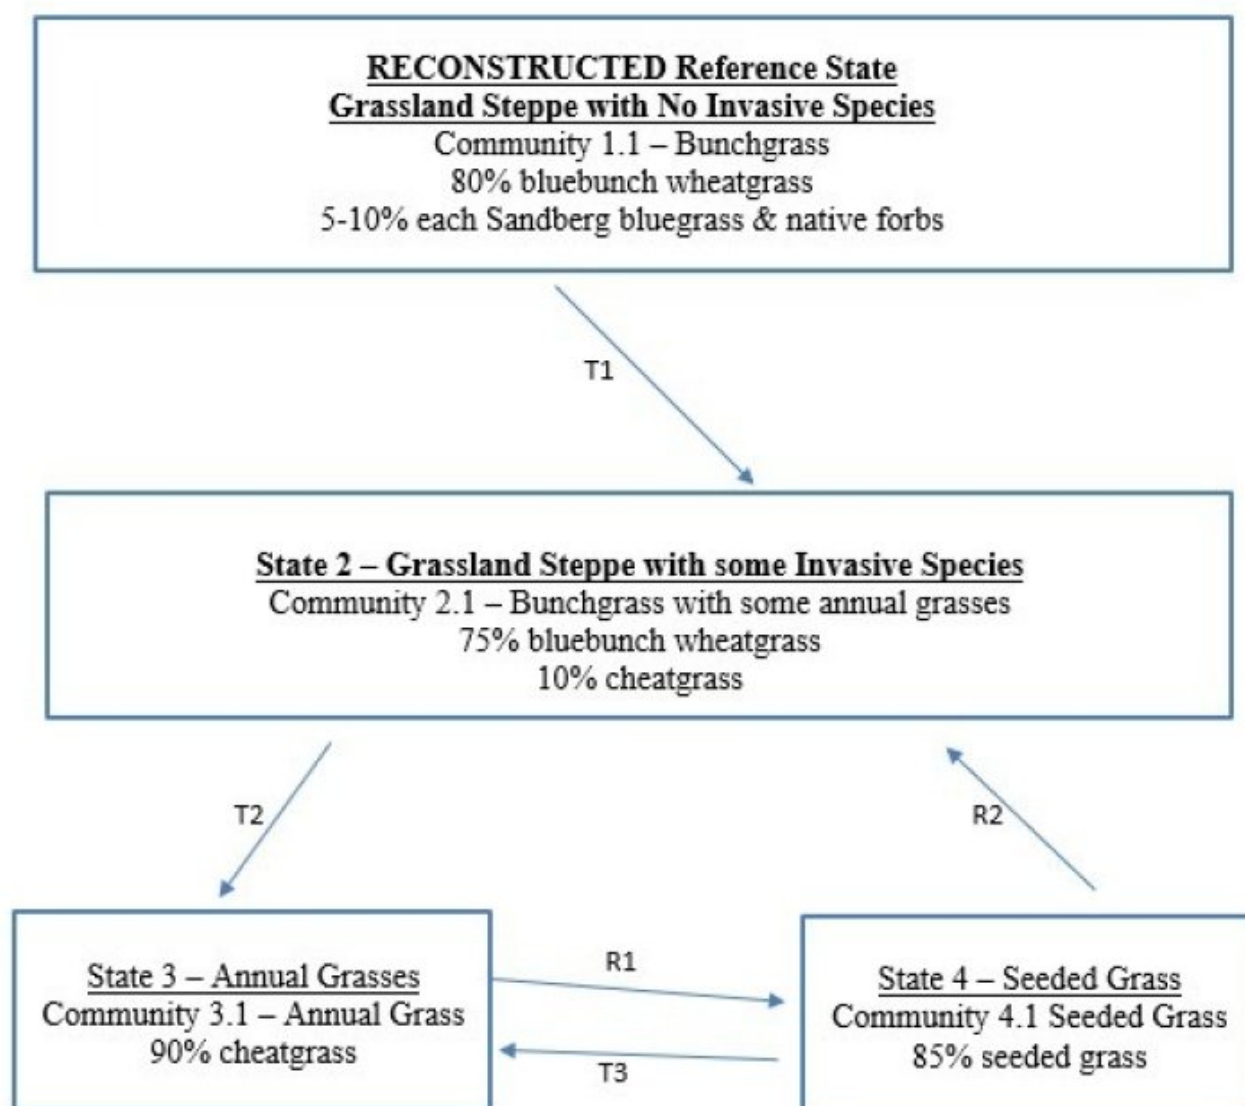 RECONSTRUCTED Reference State
Grassland Steppe with No Invasive Species
Community 1.1 – Bunchgrass
80% bluebunch wheatgrass
5-10% each Sandberg bluegrass & native forbs
T1
State 2 – Grassland Steppe with some Invasive Species
Community 2.1 – Bunchgrass with some annual grasses
75% bluebunch wheatgrass
10% cheatgrass
T2
R2
State 3 – Annual Grasses
Community 3.1 – Annual Grass
90% cheatgrass
R1
T3
State 4 – Seeded Grass
Community 4.1 Seeded Grass
85% seeded grass